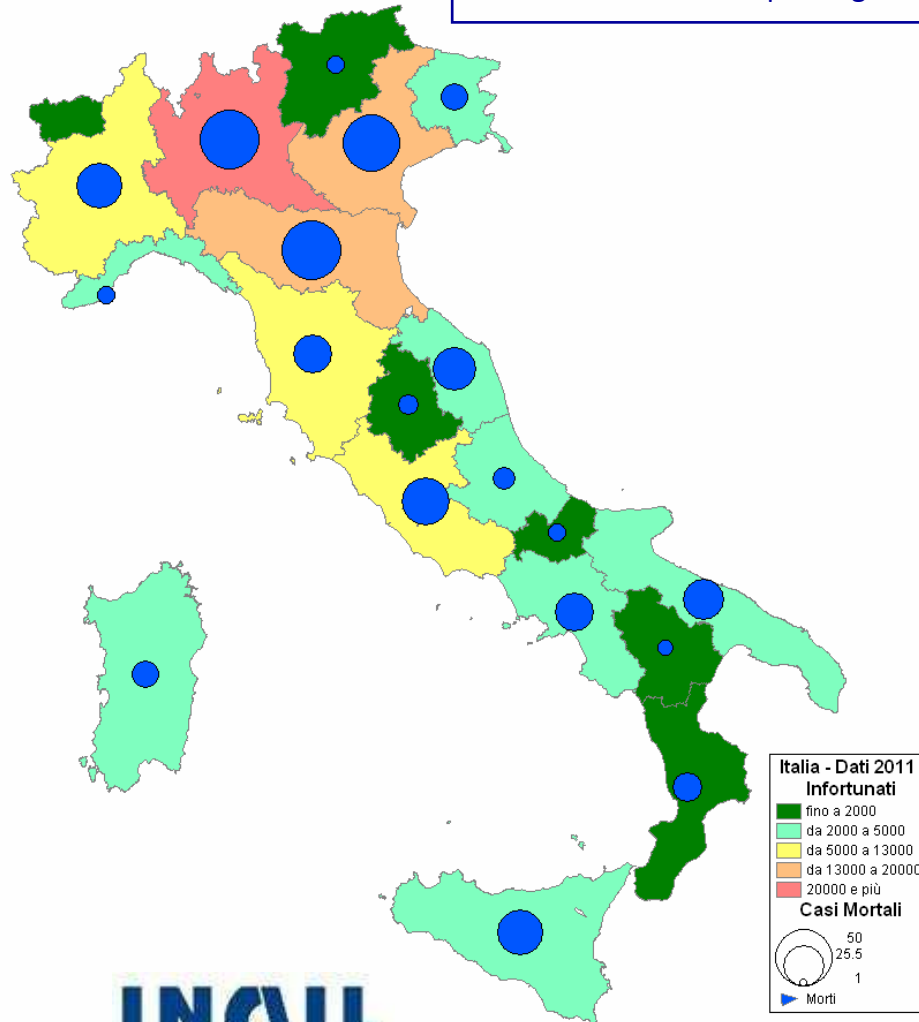 Italia - Dati 2011
Infortunati
fino a 2000
da 2000 a 5000
da 5000 a 13000
da 13000 a 20000
20000 e più
Casi Mortali
50
25.5
1
Morti